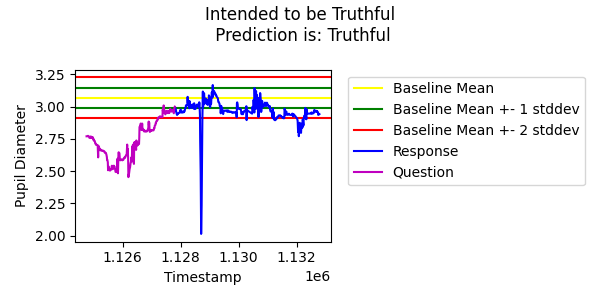 Intended to be Truthful
Prediction is: Truthful
3.25
3.00
2.75
2.50
2.25
2.00
Pupil Diameter
1.126
1.128
1.130
1.132
1e6
Timestamp
Baseline Mean
Baseline Mean +- 1 stddev
Baseline Mean +- 2 stddev
Response
Question